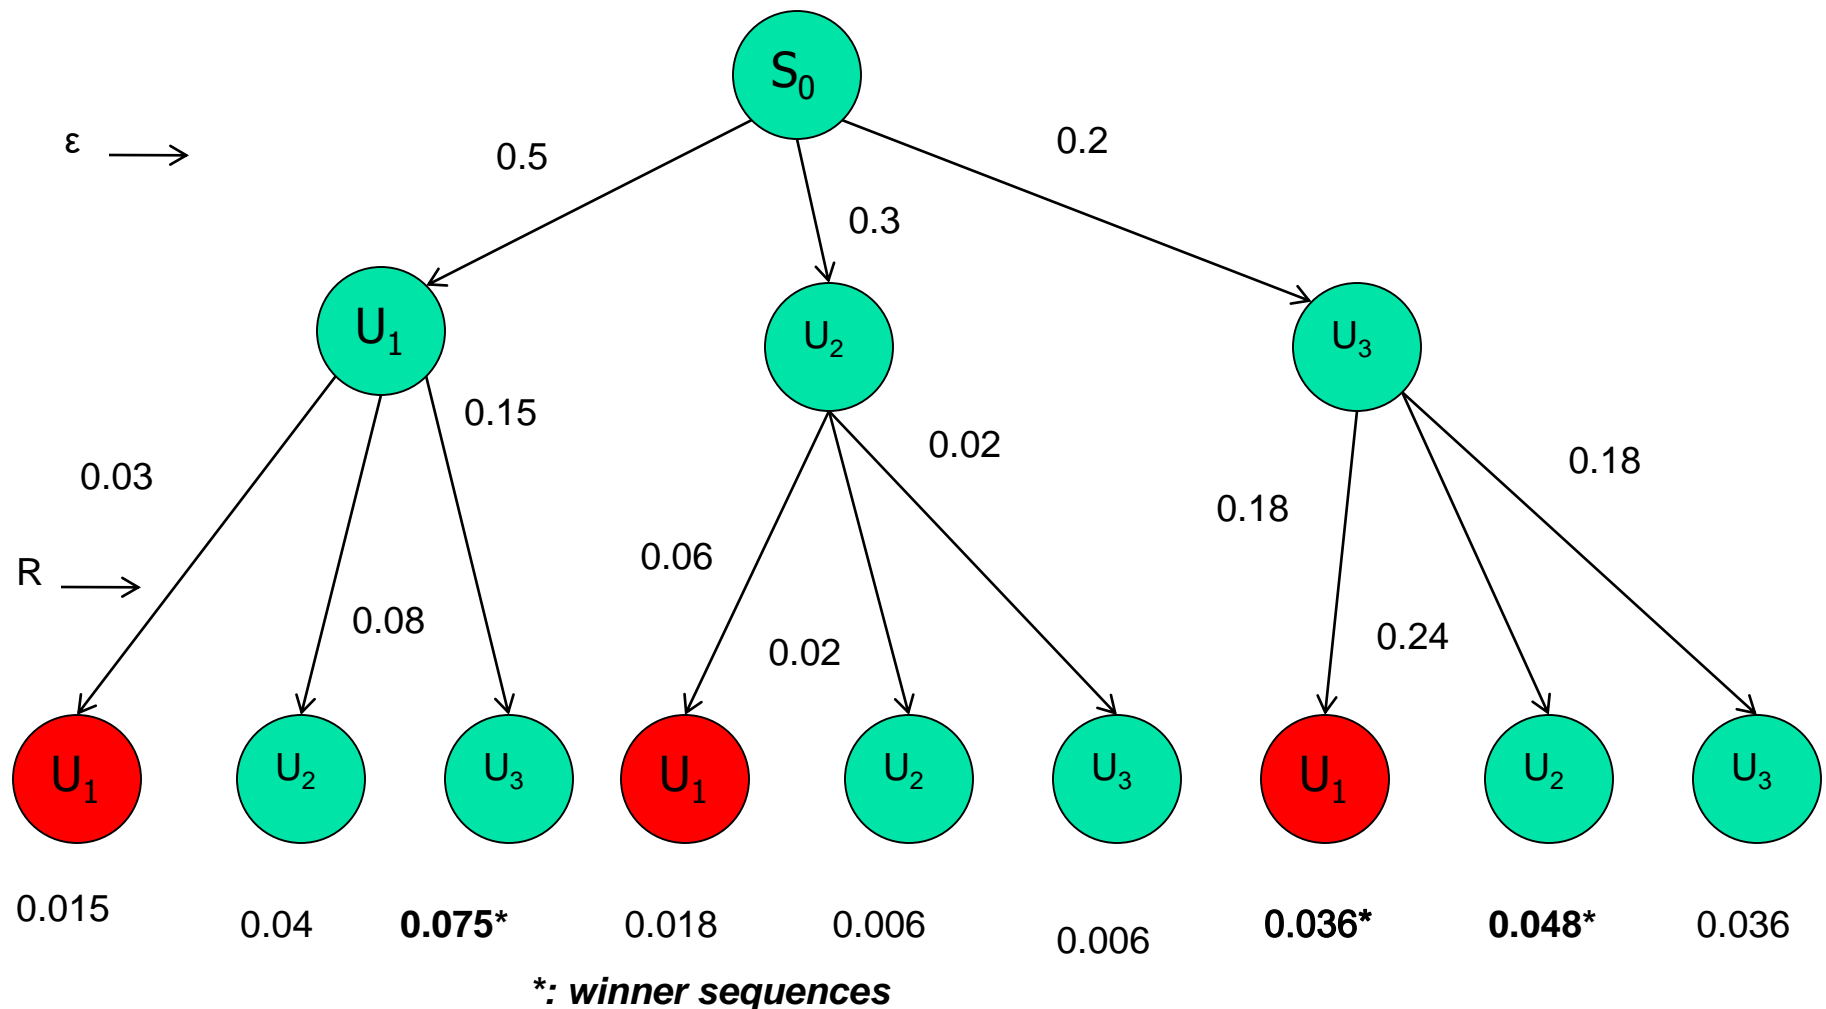 S₀
ε
0.5
0.2
0.3
U₁
U₂
U₃
0.15
0.02
0.03
0.18
0.18
R
0.06
0.08
0.02
0.24
U₁
U₂
U₃
U₁
U₂
U₃
U₁
U₂
U₃
0.015
0.04
0.075*
0.018
0.006
0.006
0.036*
0.048*
0.036
*: winner sequences